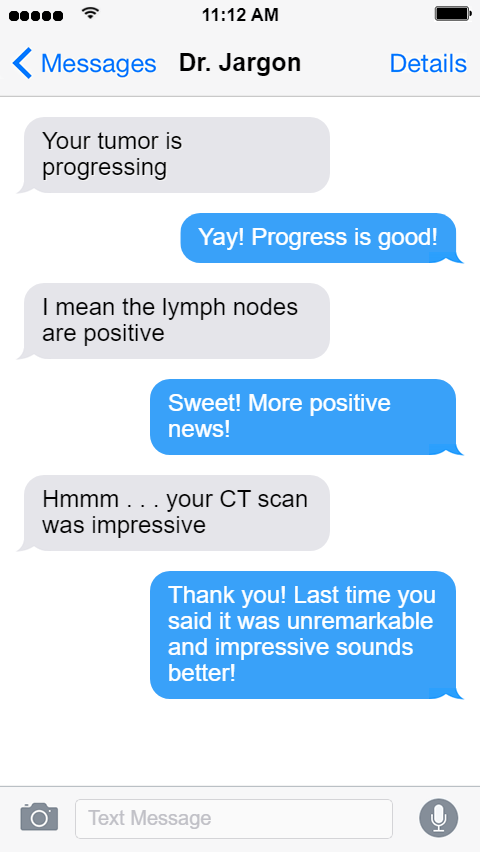 11:12 AM
Messages Dr. Jargon Details
Your tumor is
progressing
Yay! Progress is good!
I mean the lymph nodes
are positive
Sweet! More positive
news!
Hmmm . . . your CT scan
was impressive
Thank you! Last time you
said it was unremarkable
and impressive sounds
better!
Text Message